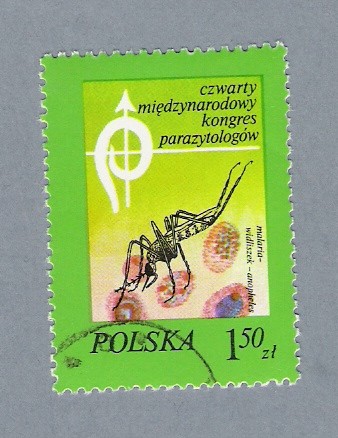 czwarty
międzynarodowy
kongres
parazytologów
malaria-
widliszek - anopheles
POLSKA 1.50 zł